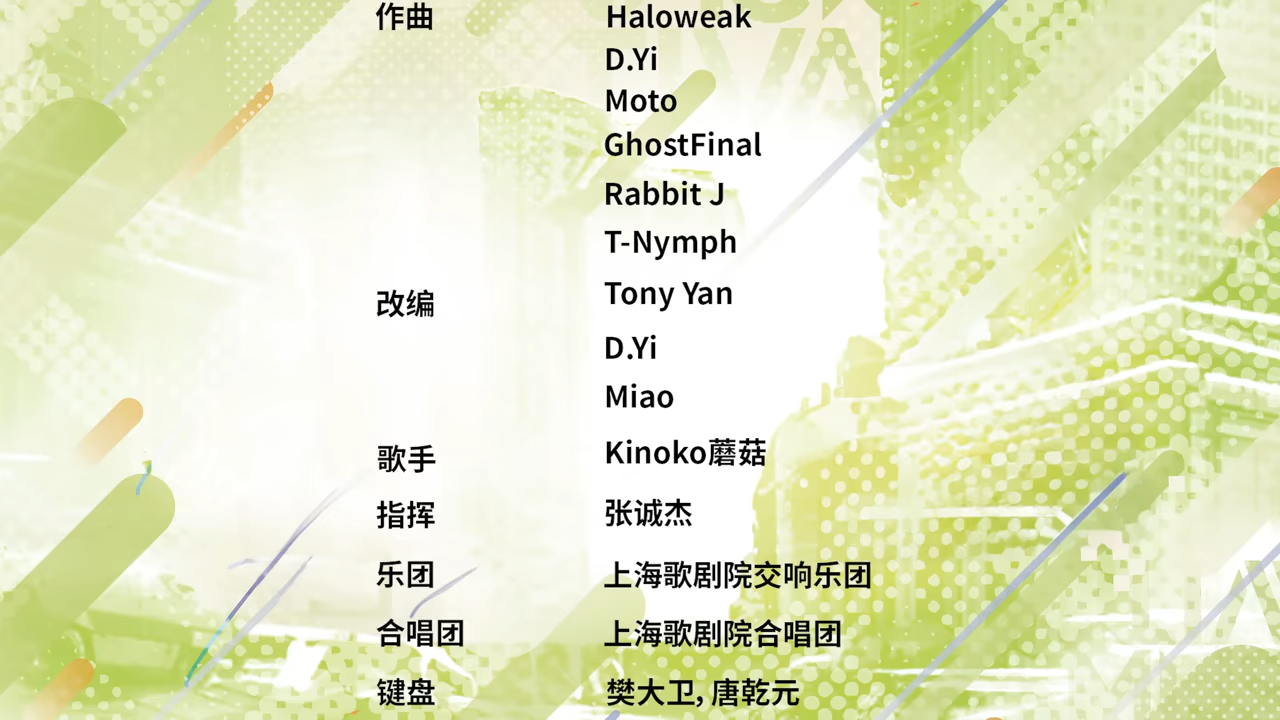 作曲 Haloweak
D.Yi
Moto
GhostFinal
Rabbit J
T-Nymph
改编 Tony Yan
D.Yi
Miao
歌手 Kinoko蘑菇
指挥 张诚杰
乐团 上海歌剧院交响乐团
合唱团 上海歌剧院合唱团
键盘 樊大卫, 唐乾元